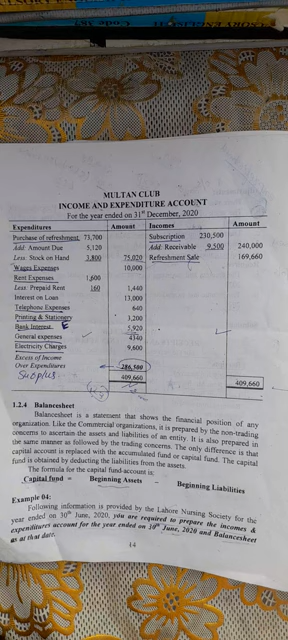 MULTAN CLUB
INCOME AND EXPENDITURE ACCOUNT
For the year ended on 31st December, 2020
Expenditures Amount Incomes Amount
Purchase of refreshment 73,700 Subscription 230,500
Add: Amount Due 5,120 Add: Receivable 9,500 240,000
Less: Stock on Hand 3,800 75,020 Refreshment Sale 169,660
Wages Expenses 10,000
Rent Expenses 1,600
Less: Prepaid Rent 160 1,440
Interest on Loan 13,000
Telephone Expenses 640
Printing & Stationery 3,200
Bank Interest E 5,920
General expenses 4340
Electricity Charges 9,600
Excess of Income
Over Expenditures 286,500
Surplus 409,660 409,660
1.2.4 Balancesheet
Balancesheet is a statement that shows the financial position of any
organization. Like the Commercial organizations, it is prepared by the non-trading
concerns to ascertain the assets and liabilities of an entity. It is also prepared in
the same manner as followed by the trading concerns. The only difference is that
capital account is replaced with the accumulated fund or capital fund. The capital
fund is obtained by deducting the liabilities from the assets.
The formula for the capital fund-account is:
Capital fund = Beginning Assets – Beginning Liabilities
Example 04:
Following information is provided by the Lahore Nursing Society for the
year ended on 30th June, 2020, you are required to prepare the incomes &
expenditures account for the year ended on 30th June, 2020 and Balancesheet
as at that date.
44